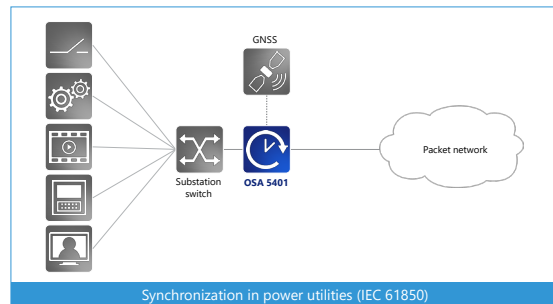 GNSS
Packet network
Substation
switch
OSA 5401
Synchronization in power utilities (IEC 61850)